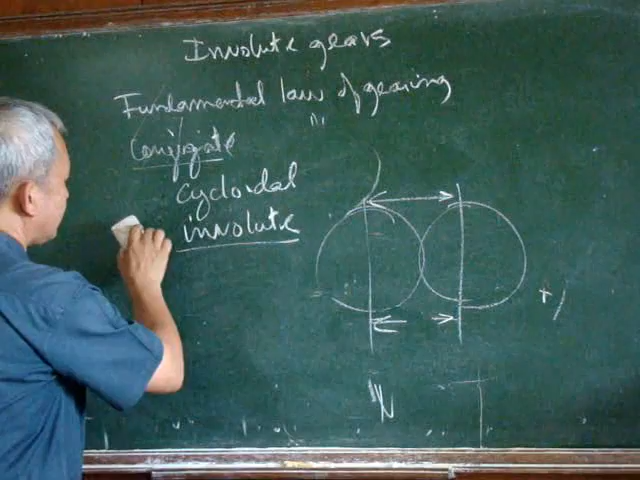 Involute gears
Fundamental law of gearing
Conjugate
cycloidal
involute